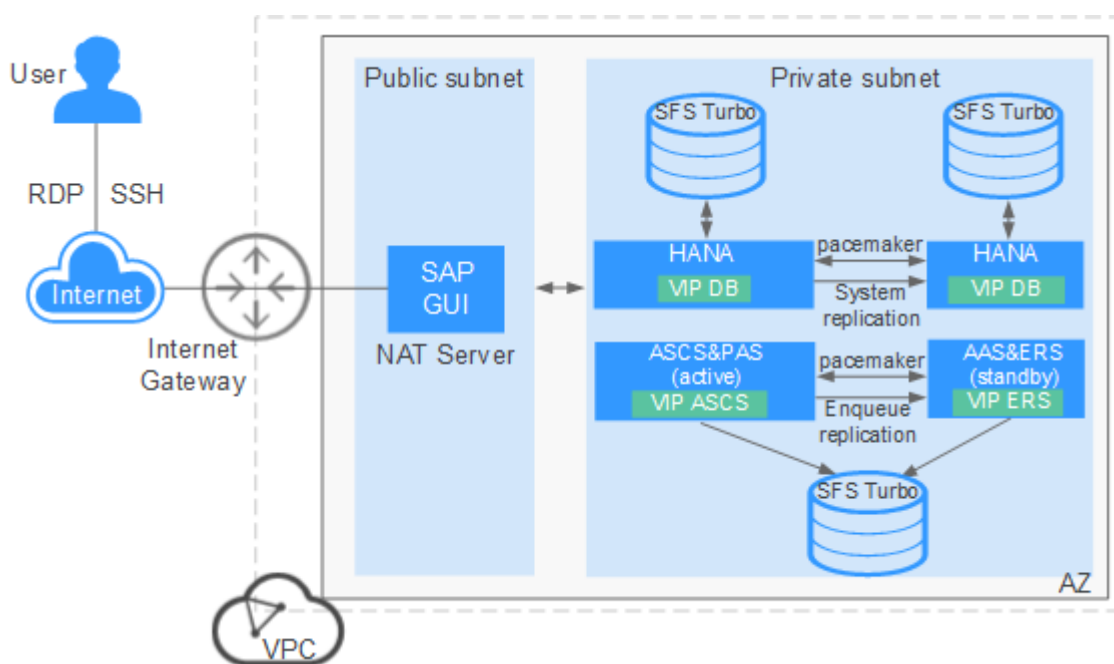 User
RDP
SSH
Internet
Internet
Gateway
VPC
Public subnet
SAP
GUI
NAT Server
Private subnet
SFS Turbo
SFS Turbo
HANA
VIP DB
pacemaker
System
replication
HANA
VIP DB
ASCS&PAS
(active)
VIP ASCS
pacemaker
Enqueue
replication
AAS&ERS
(standby)
VIP ERS
SFS Turbo
AZ